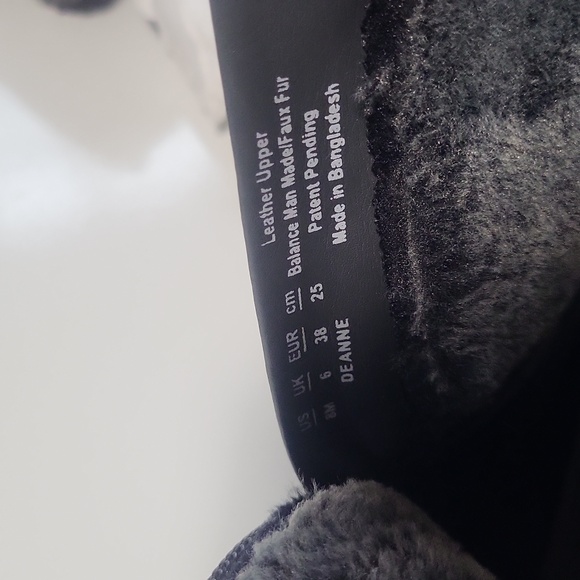 Leather Upper
Balance Man Made/Faux Fur
Patent Pending
Made in Bangladesh
US UK EUR cm
8M 6 38 25
DEANNE